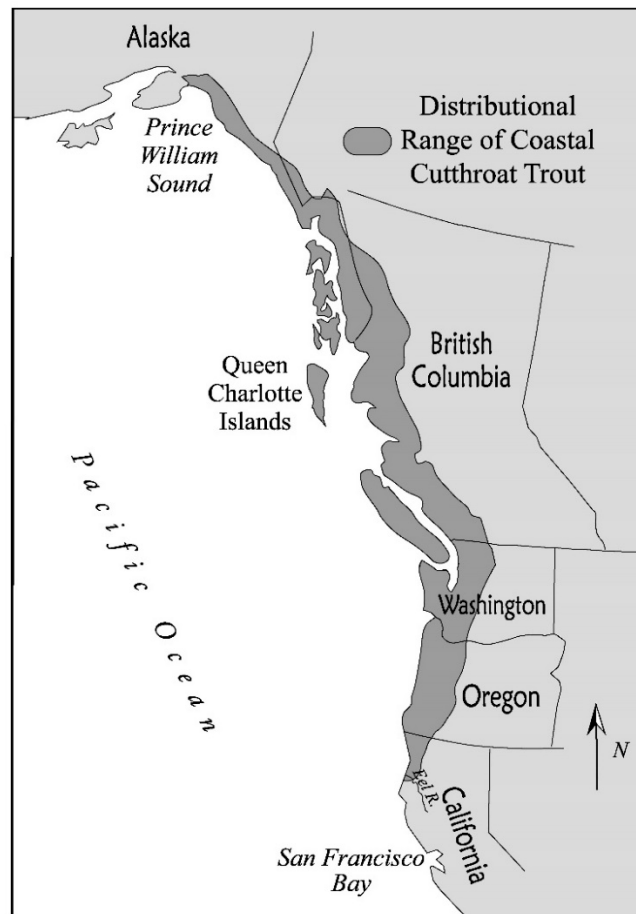 Alaska
Prince
William
Sound
Distributional
Range of Coastal
Cutthroat Trout
Queen
Charlotte
Islands
British
Columbia
Pacific Ocean
Washington
Oregon
N
Eel R.
California
San Francisco
Bay